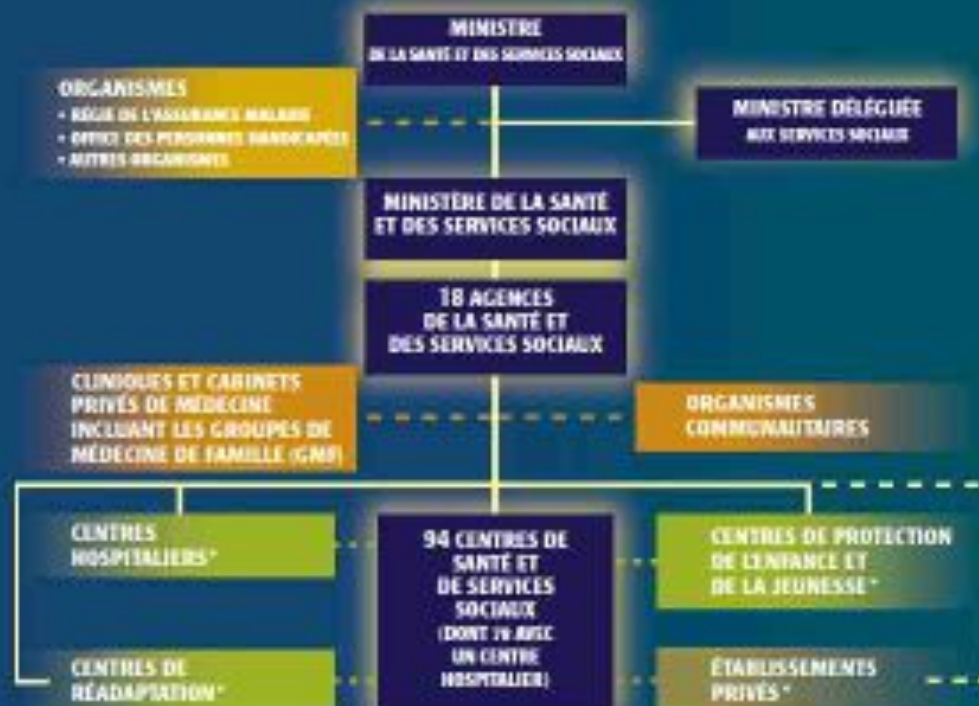 MINISTRE
DE LA SANTÉ ET DES SERVICES SOCIAUX
ORGANISMES
• RÉGIE DE L'ASSURANCE MALADIE
• OFFICE DES PERSONNES HANDICAPÉES
• AUTRES ORGANISMES
MINISTRE DÉLÉGUÉE
AUX SERVICES SOCIAUX
MINISTÈRE DE LA SANTÉ
ET DES SERVICES SOCIAUX
18 AGENCES
DE LA SANTÉ ET
DES SERVICES SOCIAUX
CLINIQUES ET CABINETS
PRIVÉS DE MÉDECINE
INCLUANT LES GROUPES DE
MÉDECINE DE FAMILLE (GMF)
ORGANISMES
COMMUNAUTAIRES
CENTRES
HOSPITALIERS*
94 CENTRES DE
SANTÉ ET
DE SERVICES
SOCIAUX
(DONT AVEC
UN CENTRE
HOSPITALIER)
CENTRES DE PROTECTION
DE L'ENFANCE ET
DE LA JEUNESSE*
CENTRES DE
RÉADAPTATION*
ÉTABLISSEMENTS
PRIVÉS*